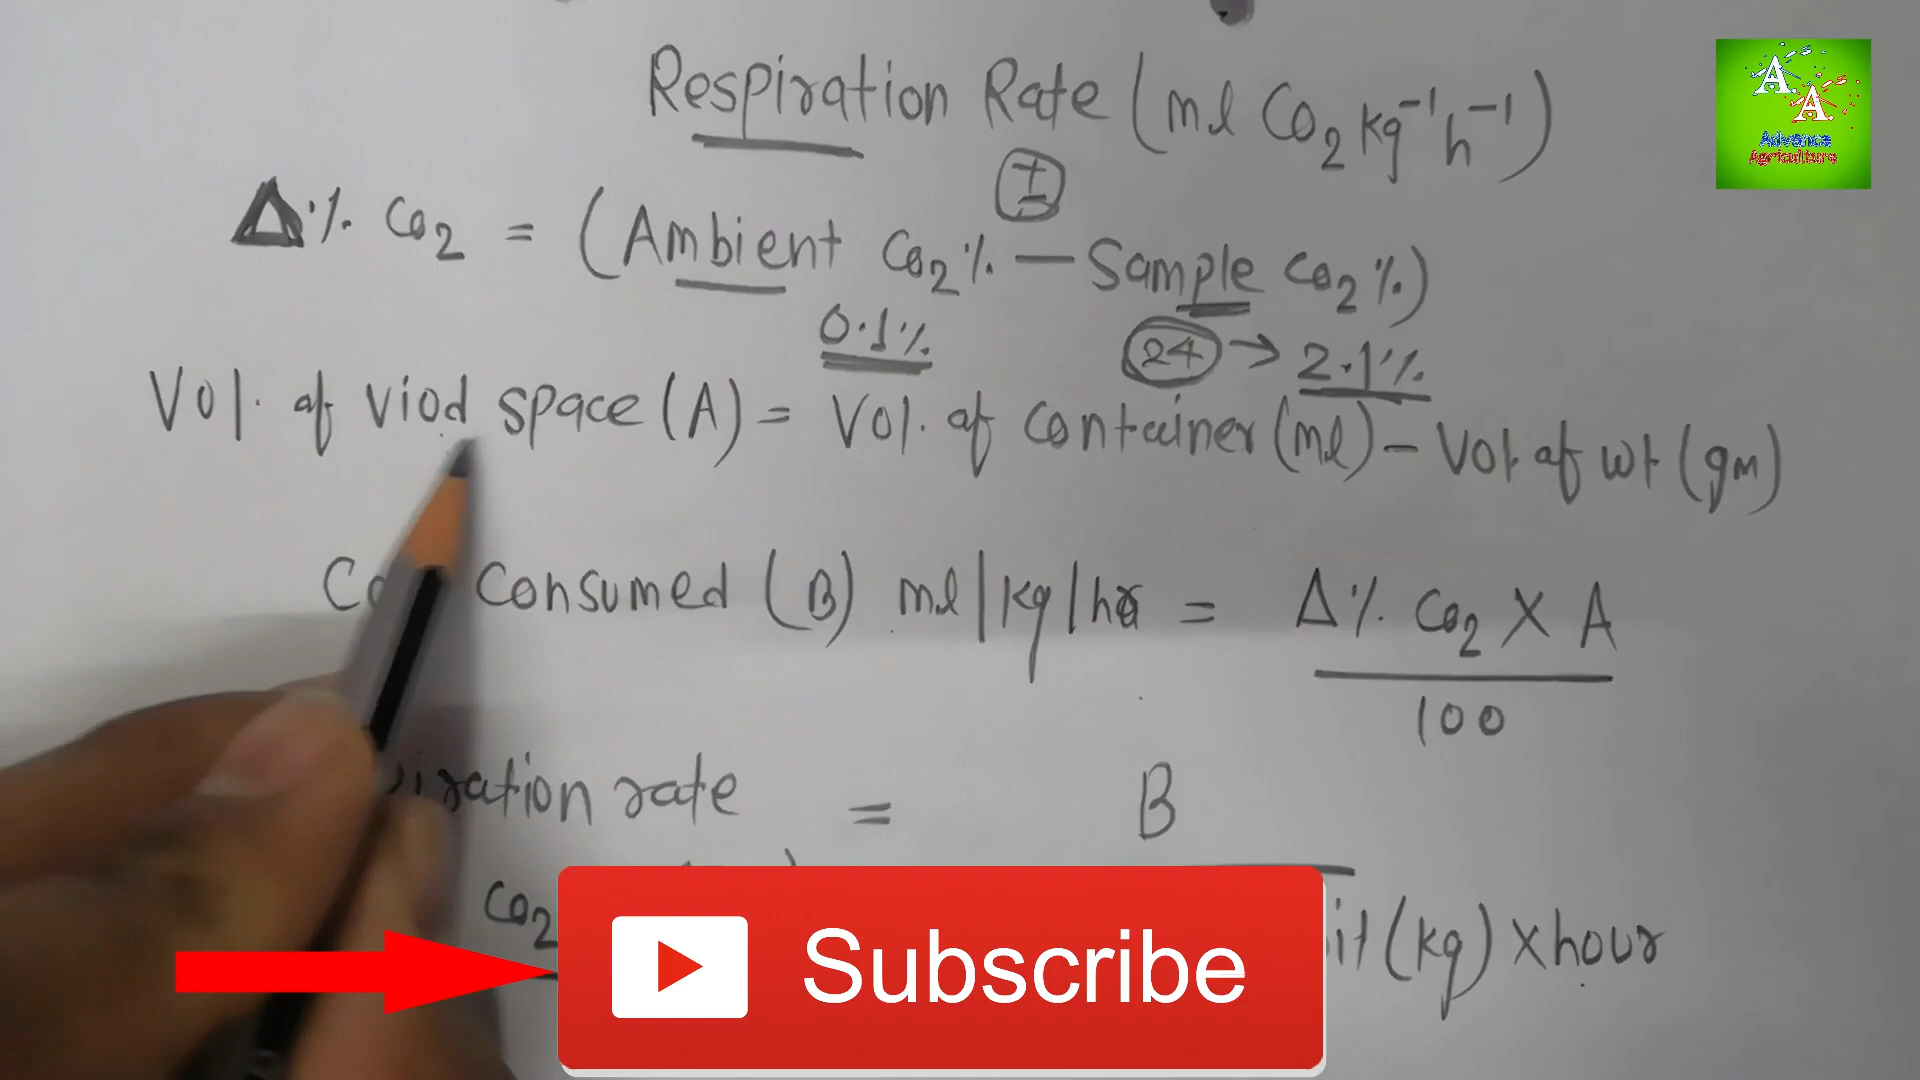 Respiration Rate (ml CO2 kg⁻¹ h⁻¹)
±
Δ% CO2 = (Ambient CO2% — Sample CO2%)
0.1% 24 → 2.1%
Vol. of Viod space (A) = Vol. of container (ml) - Vol. of wt (gm)
Consumed (B) ml/kg/hr = Δ% CO2 X A
100
rate = B
CO2
(kg) X hour
Subscribe
A A
Advance
Agriculture